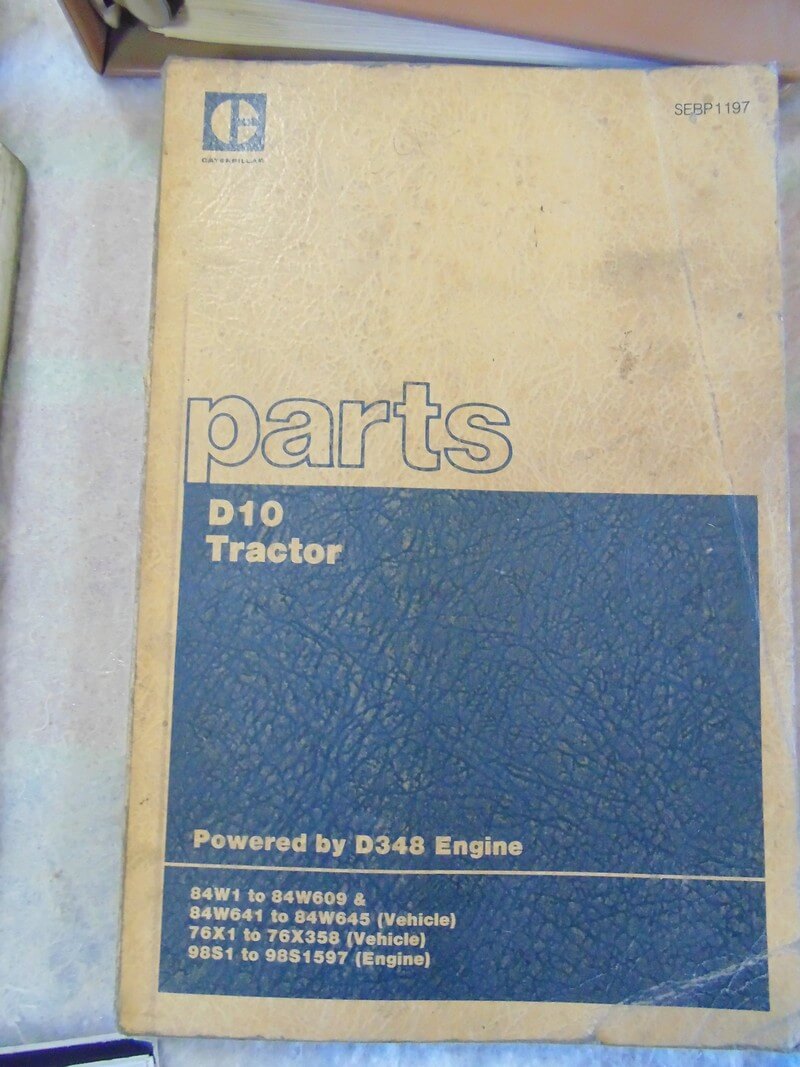 SEBP1197
CATERPILLAR
parts
D10
Tractor
Powered by D348 Engine
84W1 to 84W609 &
84W641 to 84W645 (Vehicle)
76X1 to 76X358 (Vehicle)
98S1 to 98S1597 (Engine)